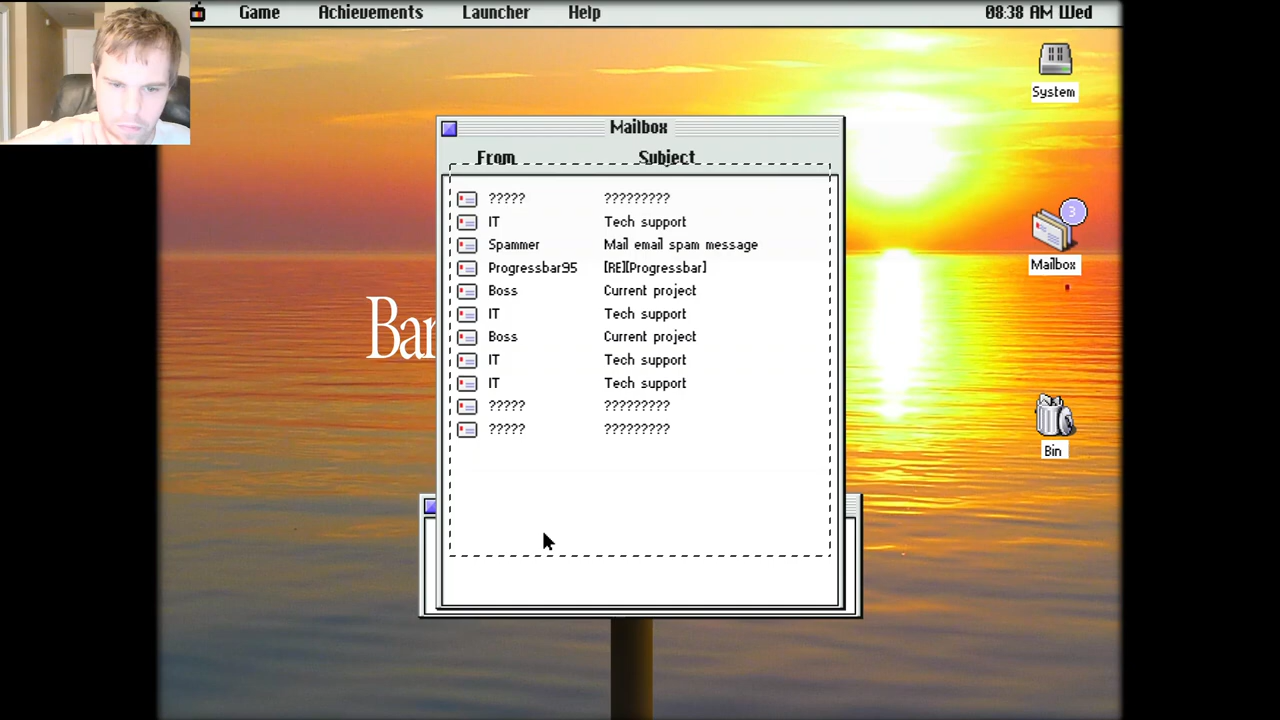 Game Achievements Launcher Help 08:38 AM Wed
System
Mailbox
From Subject
????? ?????????
IT Tech support
Spammer Mail email spam message
Progressbar95 [RE][Progressbar]
Boss Current project
IT Tech support
Boss Current project
IT Tech support
IT Tech support
????? ?????????
????? ?????????
3
Mailbox
Bar
Bin